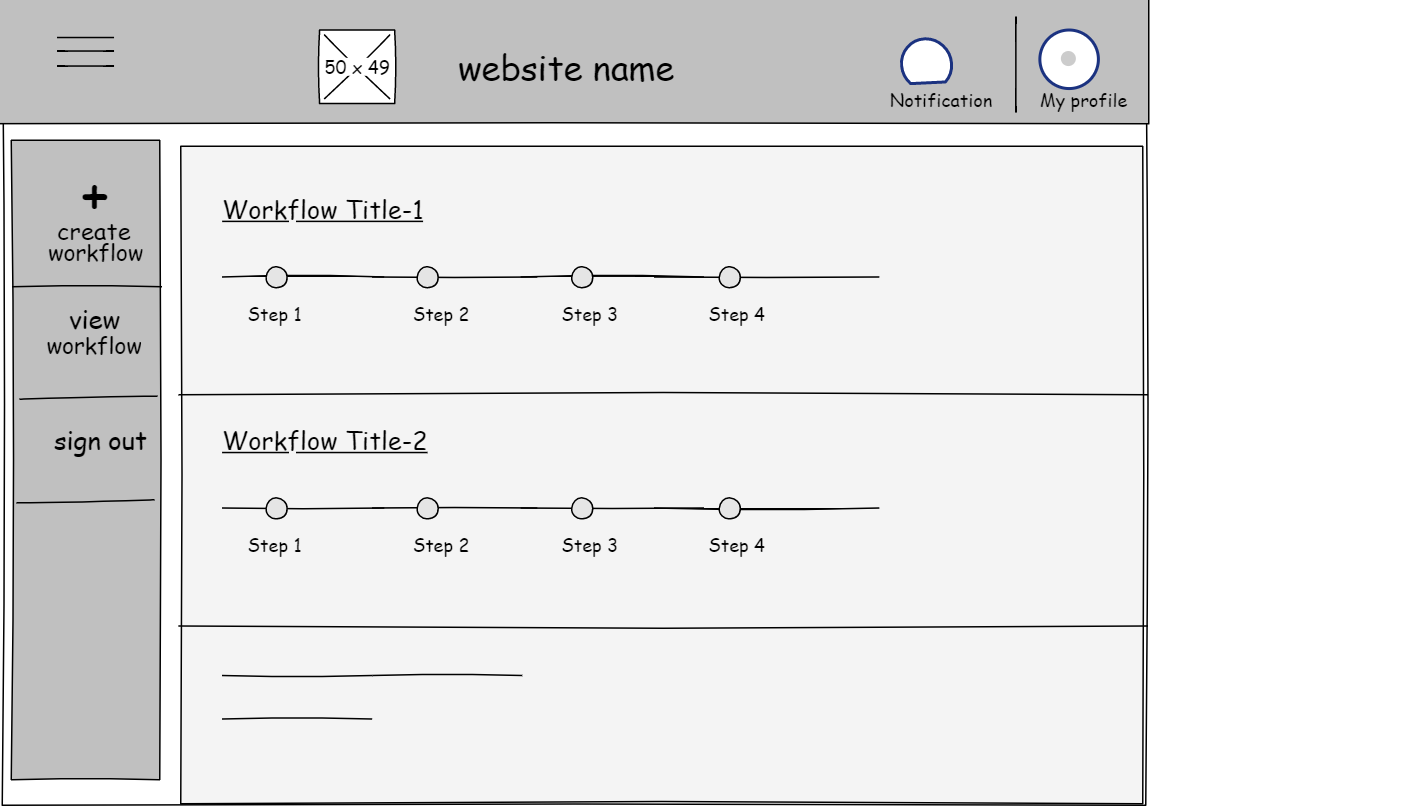 50 x 49
website name
Notification
My profile
+
create
workflow
view
workflow
sign out
Workflow Title-1
Step 1
Step 2
Step 3
Step 4
Workflow Title-2
Step 1
Step 2
Step 3
Step 4